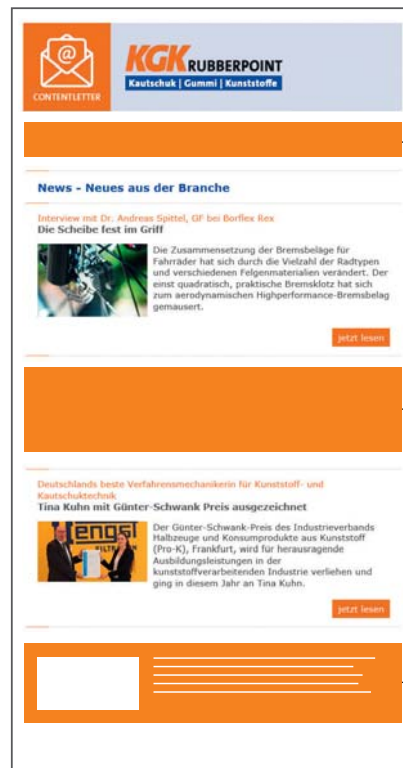 @
CONTENTLETTER
KGK RUBBERPOINT
Kautschuk | Gummi | Kunststoffe
News - Neues aus der Branche
Interview mit Dr. Andreas Spittel, GF bei Borflex Rex
Die Scheibe fest im Griff
Die Zusammensetzung der Bremsbeläge für
Fahrräder hat sich durch die Vielzahl der Radtypen
und verschiedenen Felgenmaterialien verändert. Der
einst quadratisch, praktische Bremsklotz hat sich
zum aerodynamischen Highperformance-Bremsbelag
gemausert.
jetzt lesen
Deutschlands beste Verfahrensmechanikerin für Kunststoff- und
Kautschuktechnik
Tina Kuhn mit Günter-Schwank Preis ausgezeichnet
engst
Der Günter-Schwank-Preis des Industrieverbands
Halbzeuge und Konsumprodukte aus Kunststoff
(Pro-K), Frankfurt, wird für herausragende
Ausbildungsleistungen in der
kunststoffverarbeitenden Industrie verliehen und
ging in diesem Jahr an Tina Kuhn.
jetzt lesen